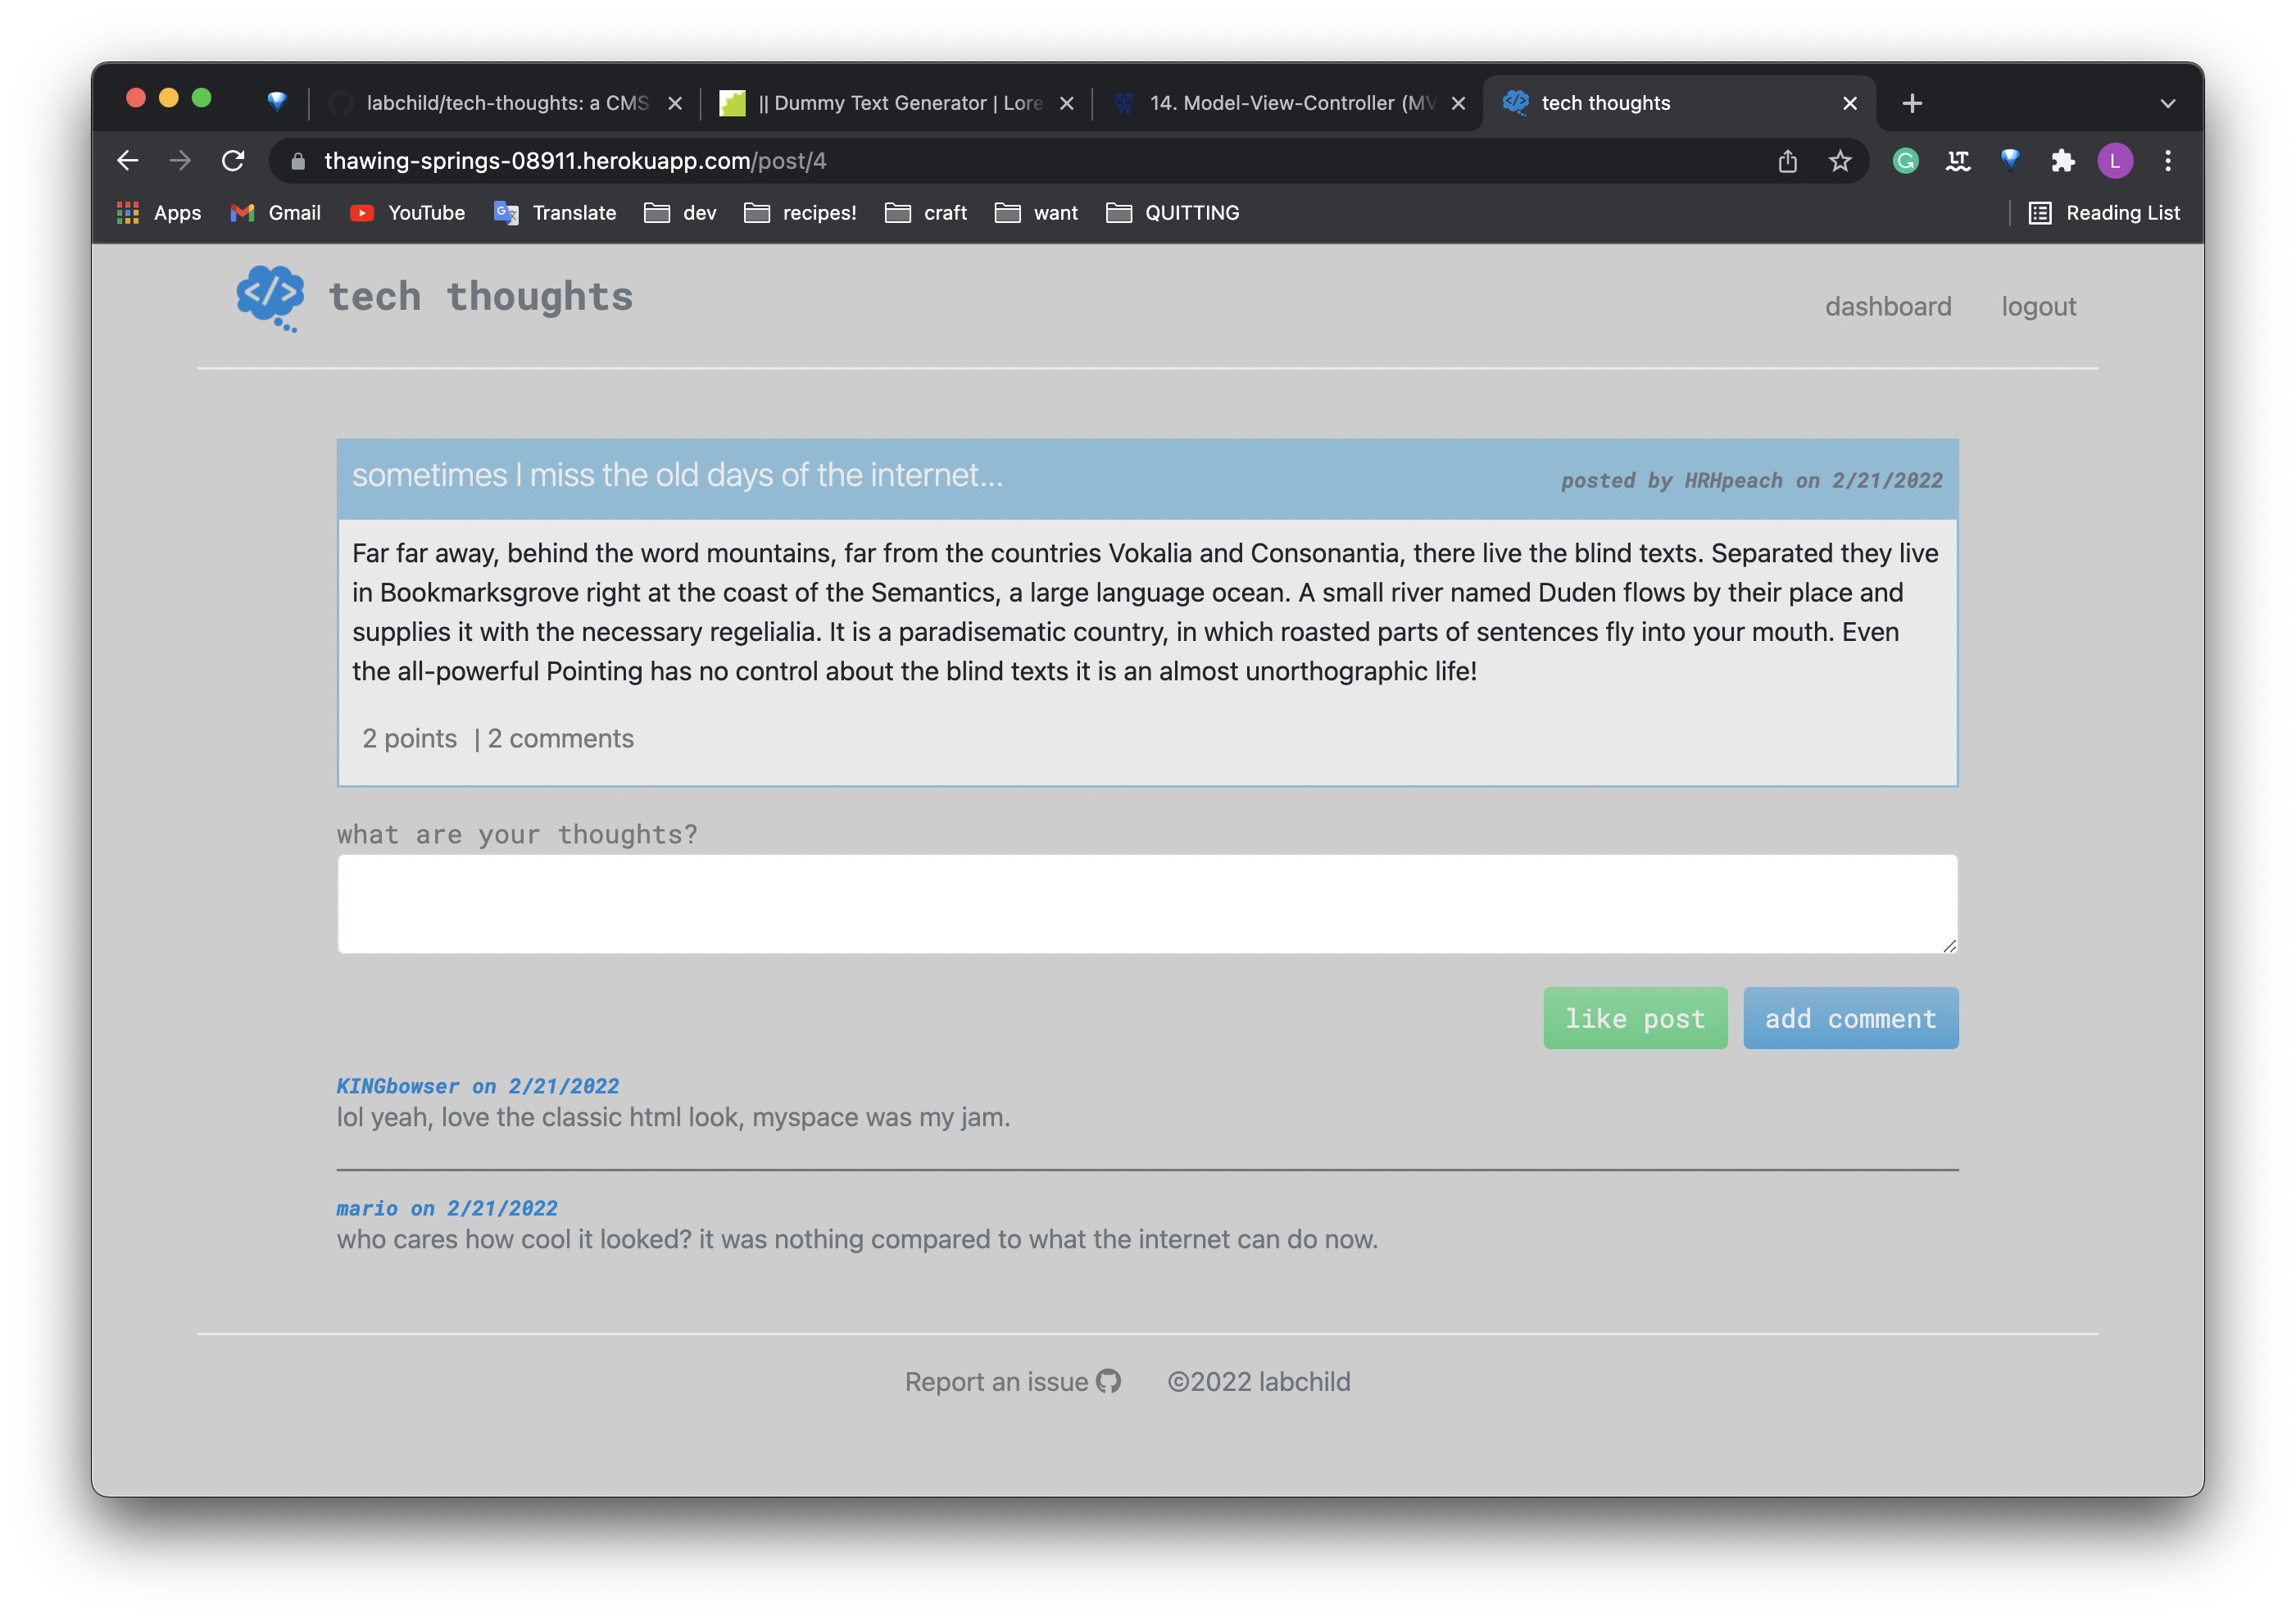 labchild/tech-thoughts: a CMS
|| Dummy Text Generator | Lore
14. Model-View-Controller (MV
tech thoughts
thawing-springs-08911.herokuapp.com/post/4
L
Apps
Gmail
YouTube
Translate
dev
recipes!
craft
want
QUITTING
Reading List
</> tech thoughts
dashboard
logout
sometimes I miss the old days of the internet...
posted by HRHpeach on 2/21/2022
Far far away, behind the word mountains, far from the countries Vokalia and Consonantia, there live the blind texts. Separated they live
in Bookmarksgrove right at the coast of the Semantics, a large language ocean. A small river named Duden flows by their place and
supplies it with the necessary regelialia. It is a paradisematic country, in which roasted parts of sentences fly into your mouth. Even
the all-powerful Pointing has no control about the blind texts it is an almost unorthographic life!
2 points | 2 comments
what are your thoughts?
like post
add comment
KINGbowser on 2/21/2022
lol yeah, love the classic html look, myspace was my jam.
mario on 2/21/2022
who cares how cool it looked? it was nothing compared to what the internet can do now.
Report an issue
©2022 labchild